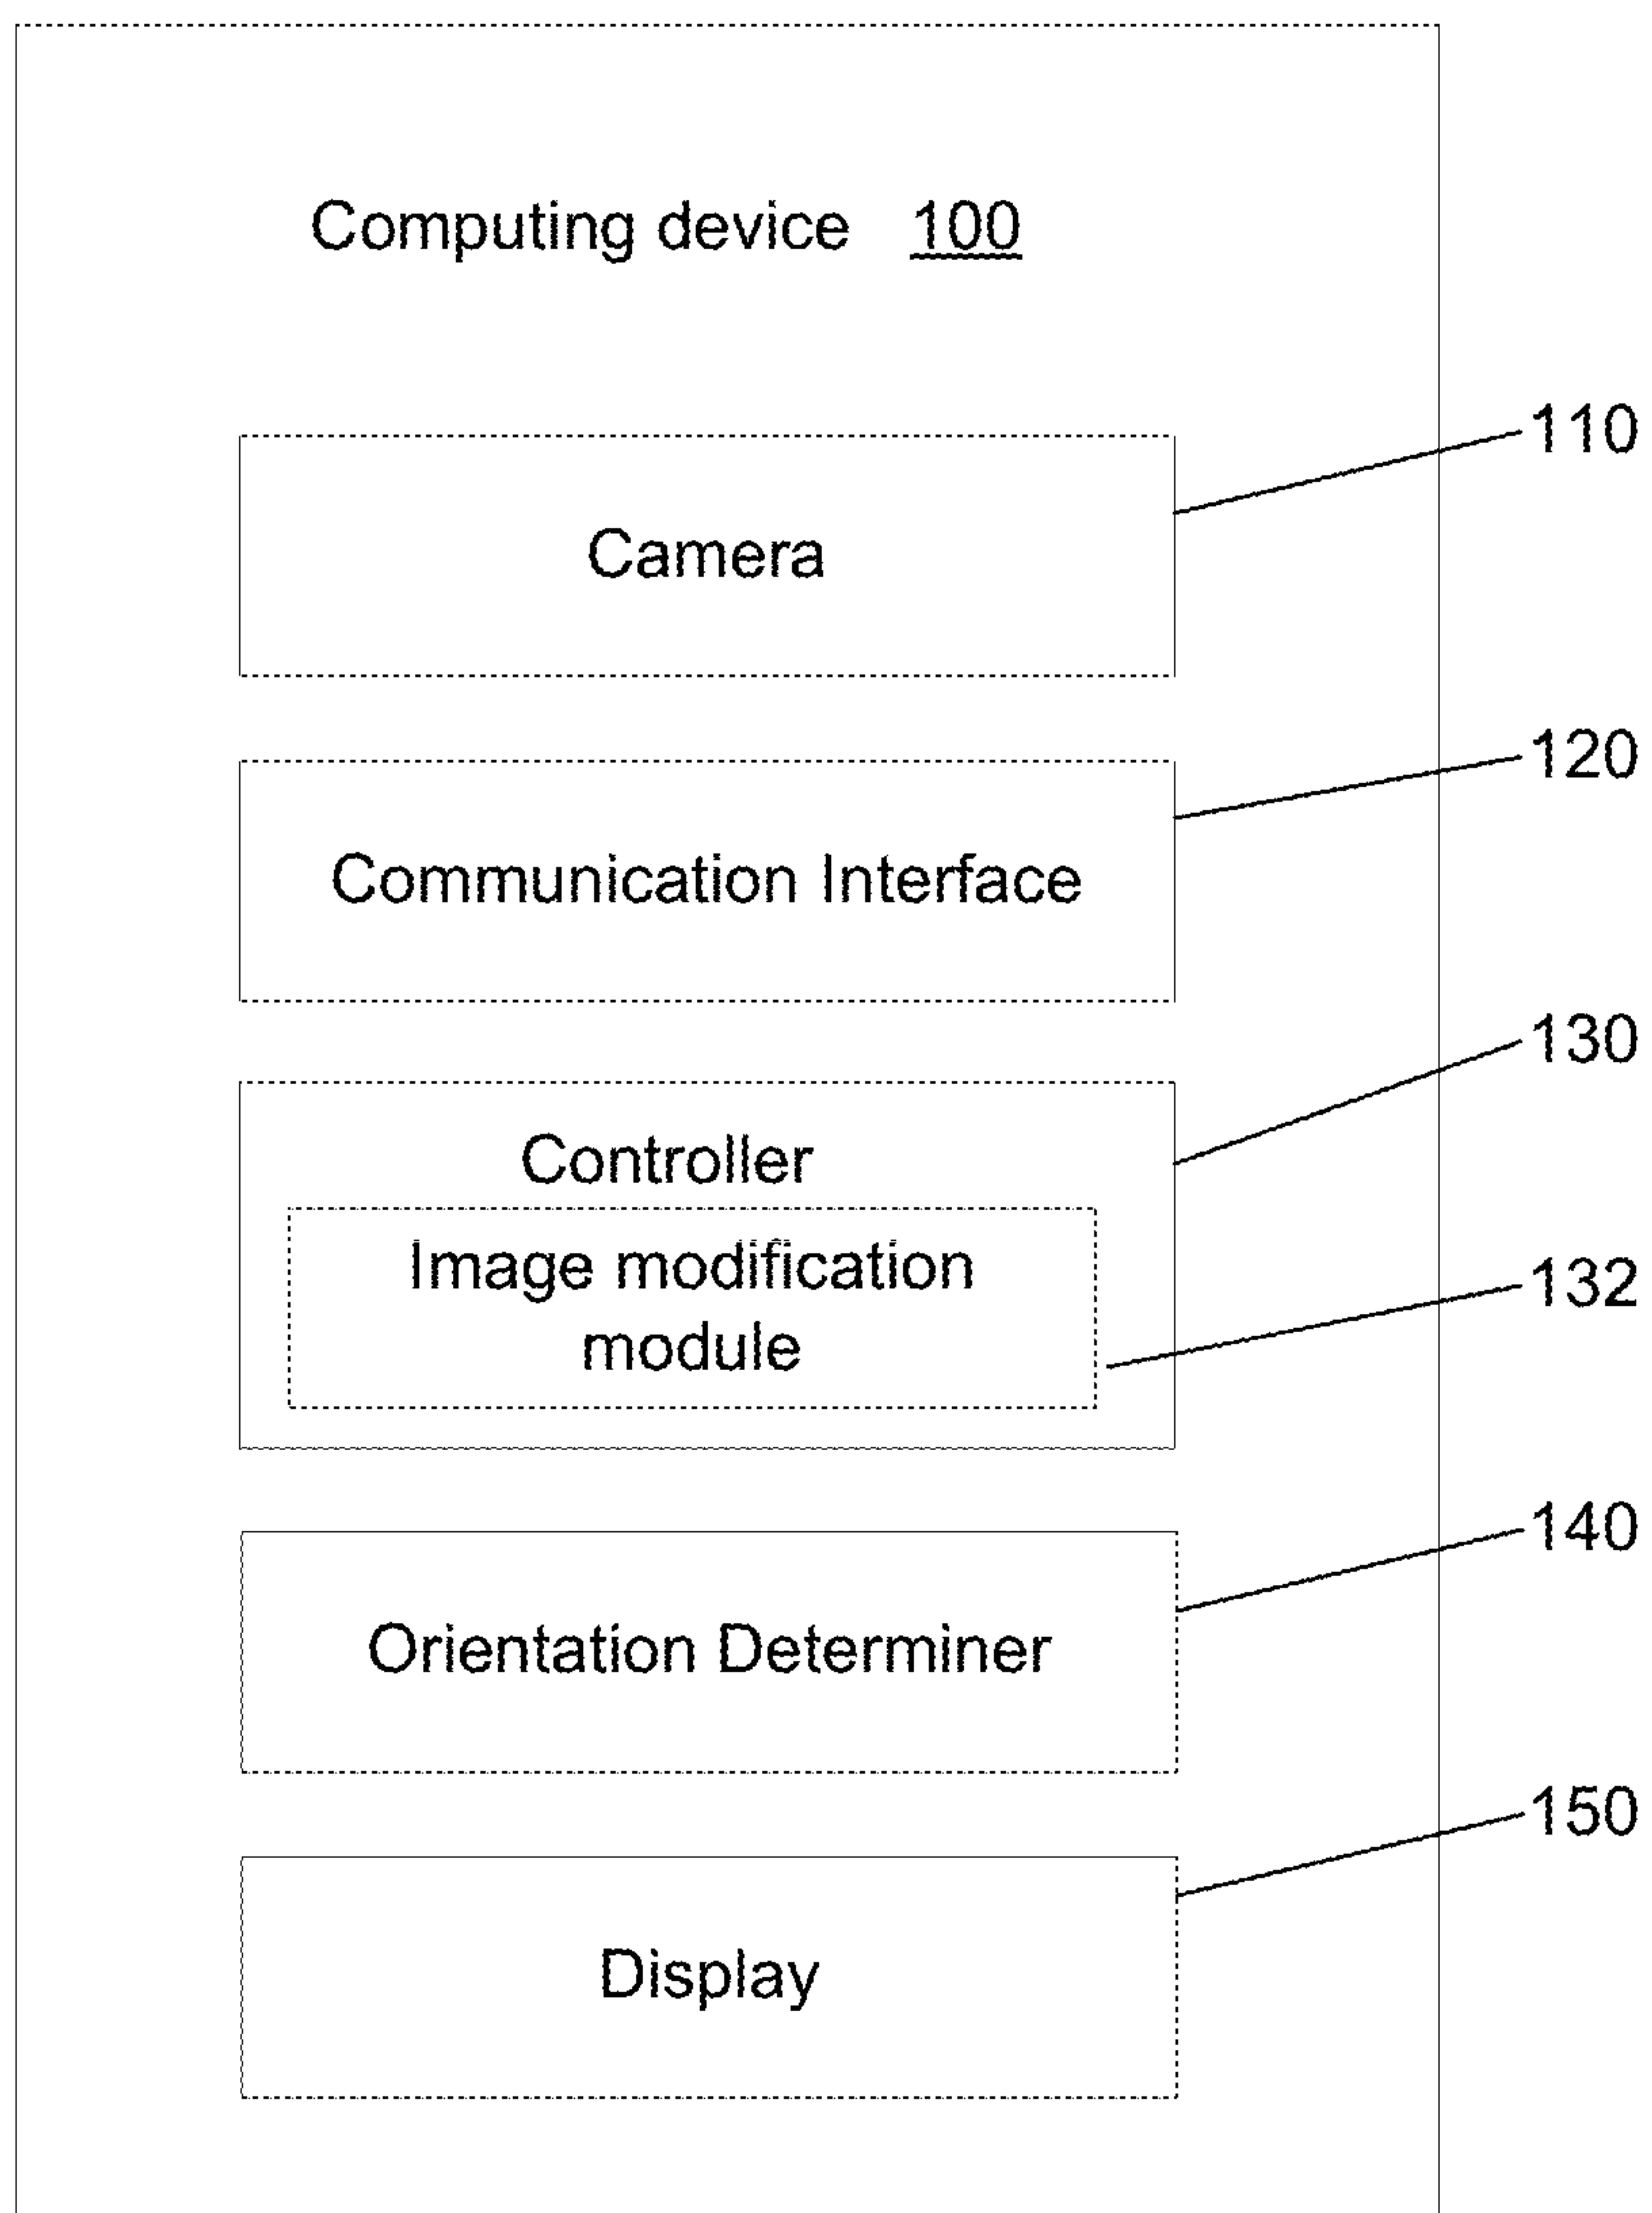 Computing device 100
110
Camera
120
Communication Interface
130
Controller
Image modification
module
132
140
Orientation Determiner
150
Display